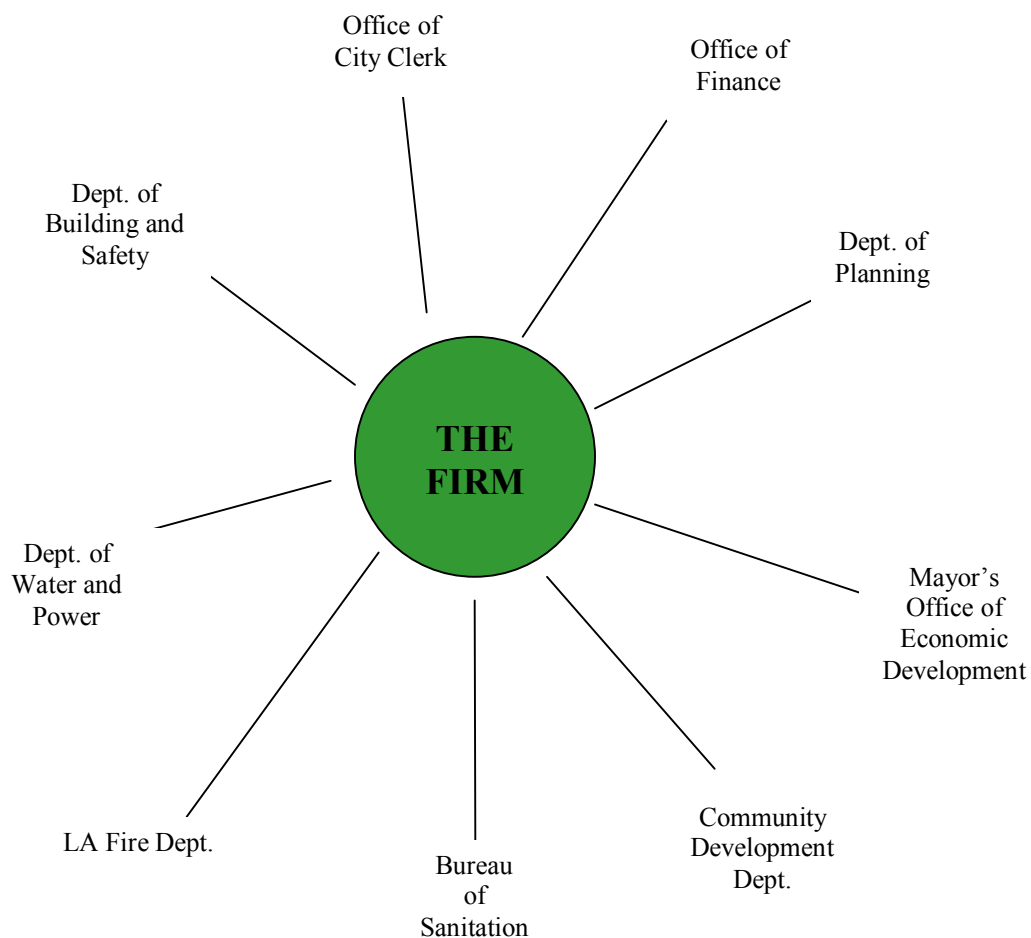 Office of
City Clerk
Office of
Finance
Dept. of
Building and
Safety
Dept. of
Planning
THE
FIRM
Dept. of
Water and
Power
Mayor’s
Office of
Economic
Development
LA Fire Dept.
Bureau
of
Sanitation
Community
Development
Dept.